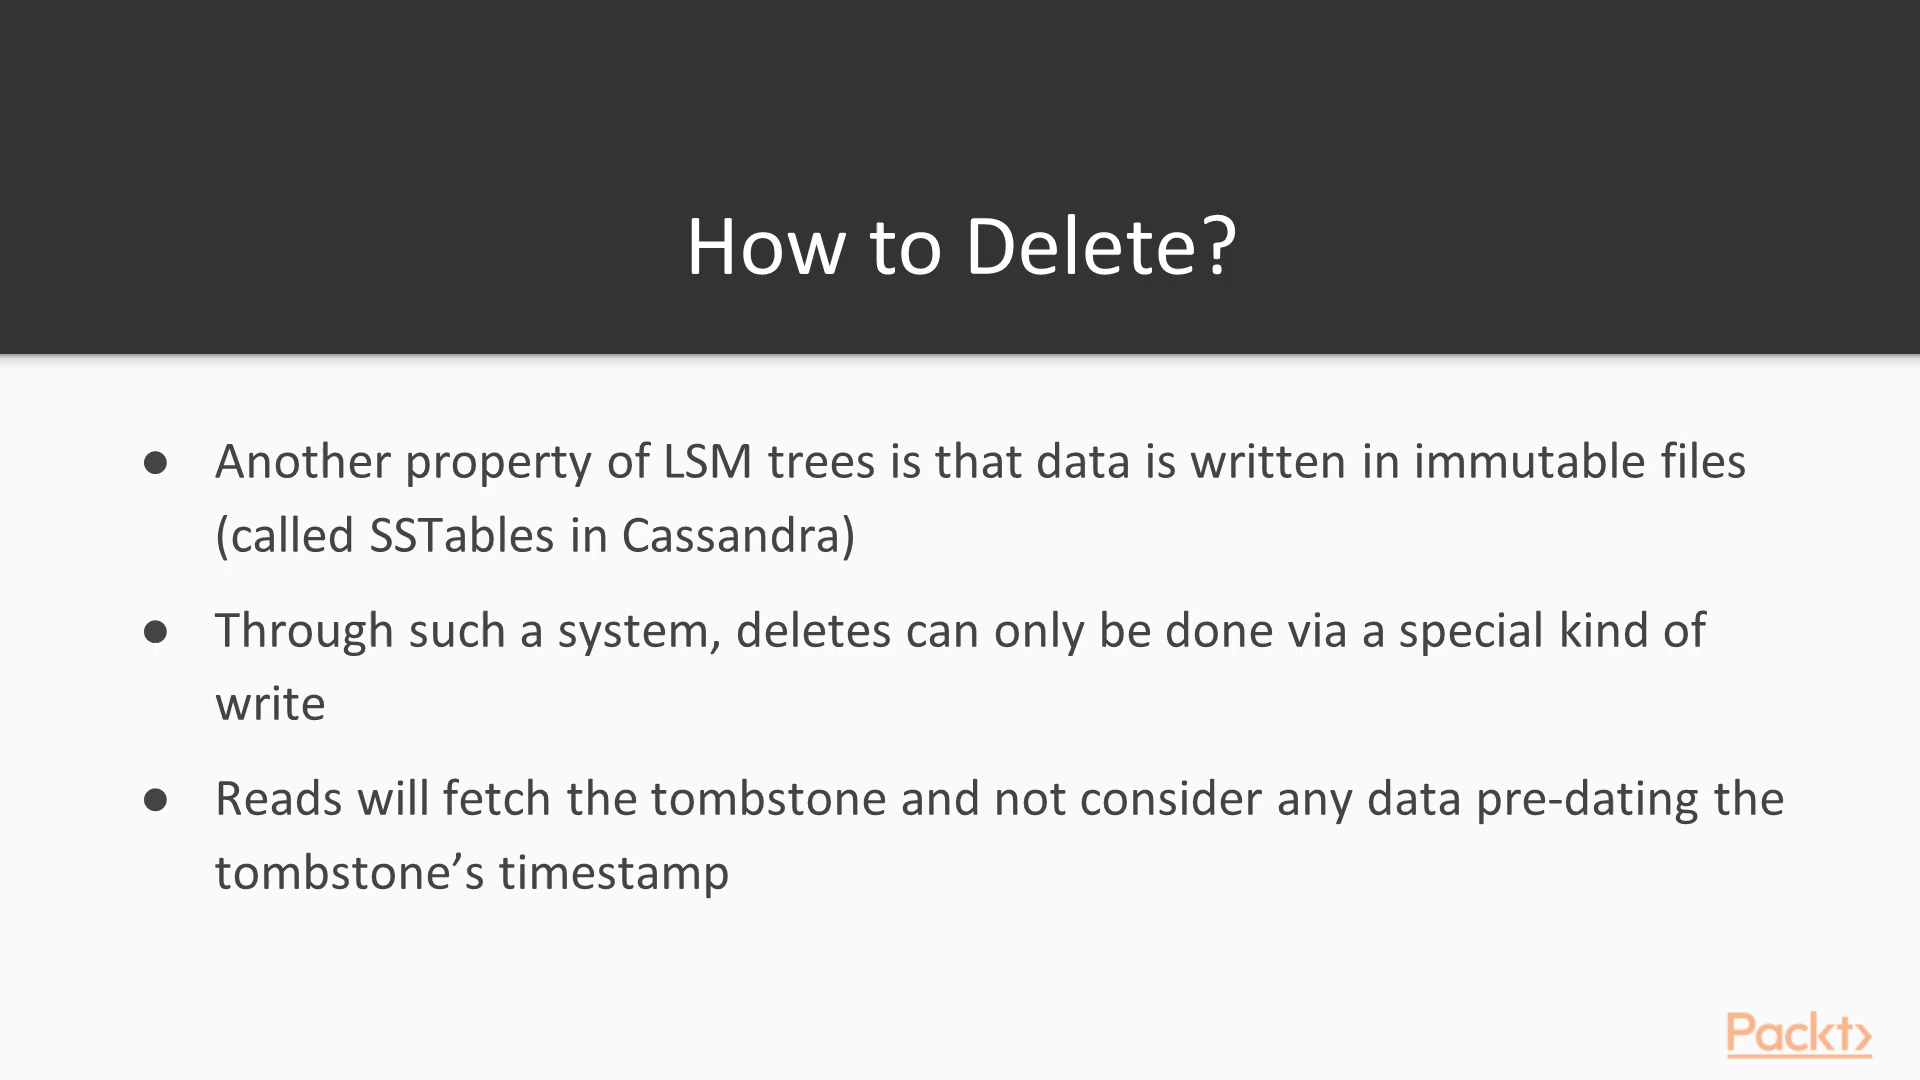 How to Delete?
● Another property of LSM trees is that data is written in immutable files
(called SSTables in Cassandra)
● Through such a system, deletes can only be done via a special kind of
write
● Reads will fetch the tombstone and not consider any data pre-dating the
tombstone’s timestamp
Packt>